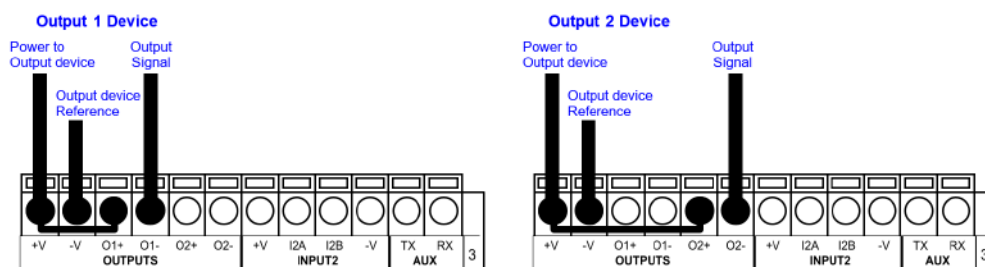 Output 1 Device
Power to
Output device
Output
Signal
Output device
Reference
+V -V O1+ O1- O2+ O2- +V I2A I2B -V TX RX
OUTPUTS INPUT2 AUX 3
Output 2 Device
Power to
Output device
Output
Signal
Output device
Reference
+V -V O1+ O1- O2+ O2- +V I2A I2B -V TX RX
OUTPUTS INPUT2 AUX 3